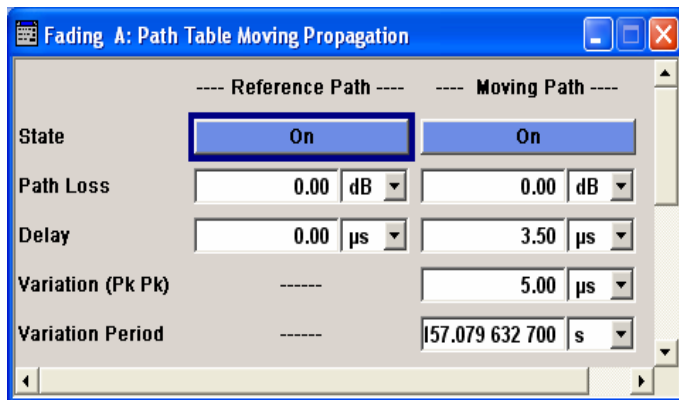 Fading A: Path Table Moving Propagation
---- Reference Path ---- ---- Moving Path ----
State On On
Path Loss 0.00 dB 0.00 dB
Delay 0.00 µs 3.50 µs
Variation (Pk Pk) ------ 5.00 µs
Variation Period ------ 157.079 632 700 s